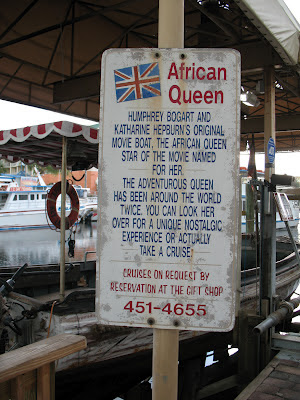 African
Queen
HUMPHREY BOGART AND
KATHARINE HEPBURN'S ORIGINAL
MOVIE BOAT, THE AFRICAN QUEEN
STAR OF THE MOVIE NAMED
FOR HER.
THE ADVENTUROUS QUEEN
HAS BEEN AROUND THE WORLD
TWICE. YOU CAN LOOK HER
OVER FOR A UNIQUE NOSTALGIC
EXPERIENCE OR ACTUALLY
TAKE A CRUISE.
CRUISES ON REQUEST BY
RESERVATION AT THE GIFT SHOP
451-4655